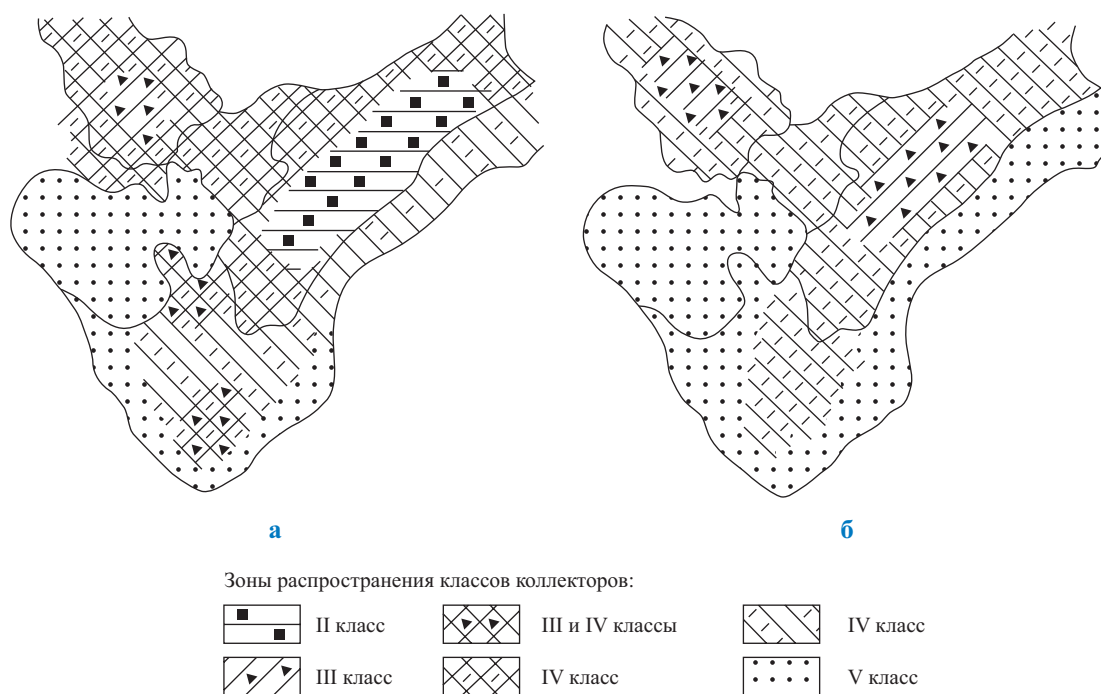 а
б
Зоны распространения классов коллекторов:
II класс
III и IV классы
IV класс
III класс
IV класс
V класс